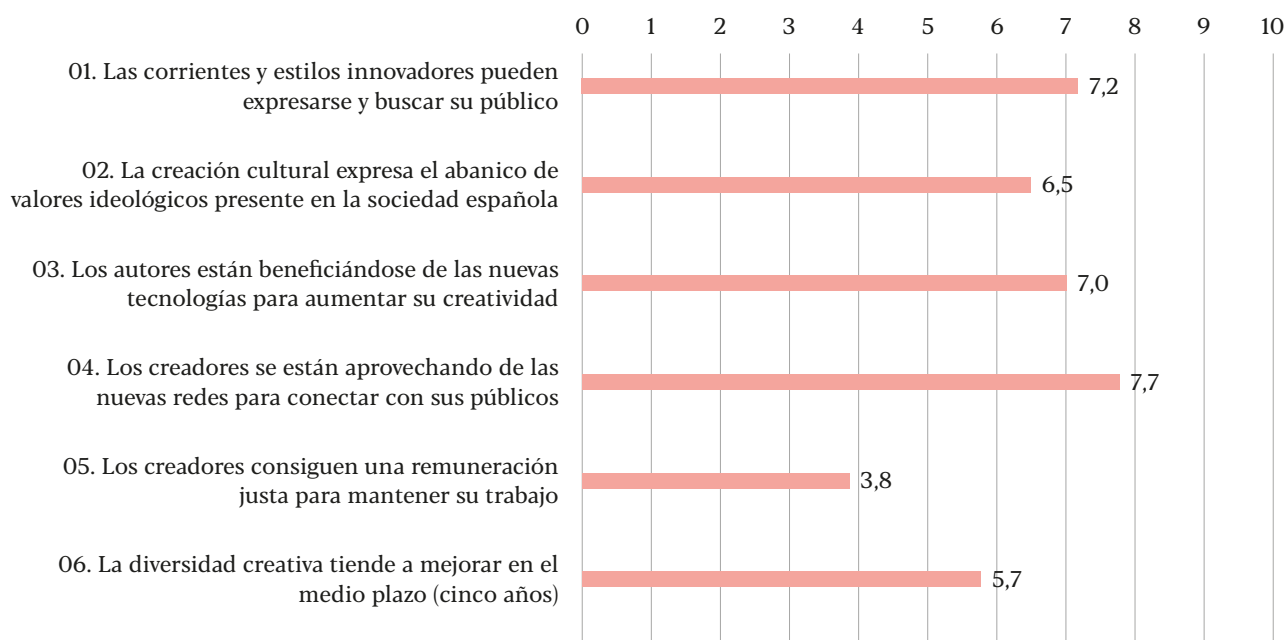 0 1 2 3 4 5 6 7 8 9 10
01. Las corrientes y estilos innovadores pueden
expresarse y buscar su público
7,2
02. La creación cultural expresa el abanico de
valores ideológicos presente en la sociedad española
6,5
03. Los autores están beneficiándose de las nuevas
tecnologías para aumentar su creatividad
7,0
04. Los creadores se están aprovechando de las
nuevas redes para conectar con sus públicos
7,7
05. Los creadores consiguen una remuneración
justa para mantener su trabajo
3,8
06. La diversidad creativa tiende a mejorar en el
medio plazo (cinco años)
5,7